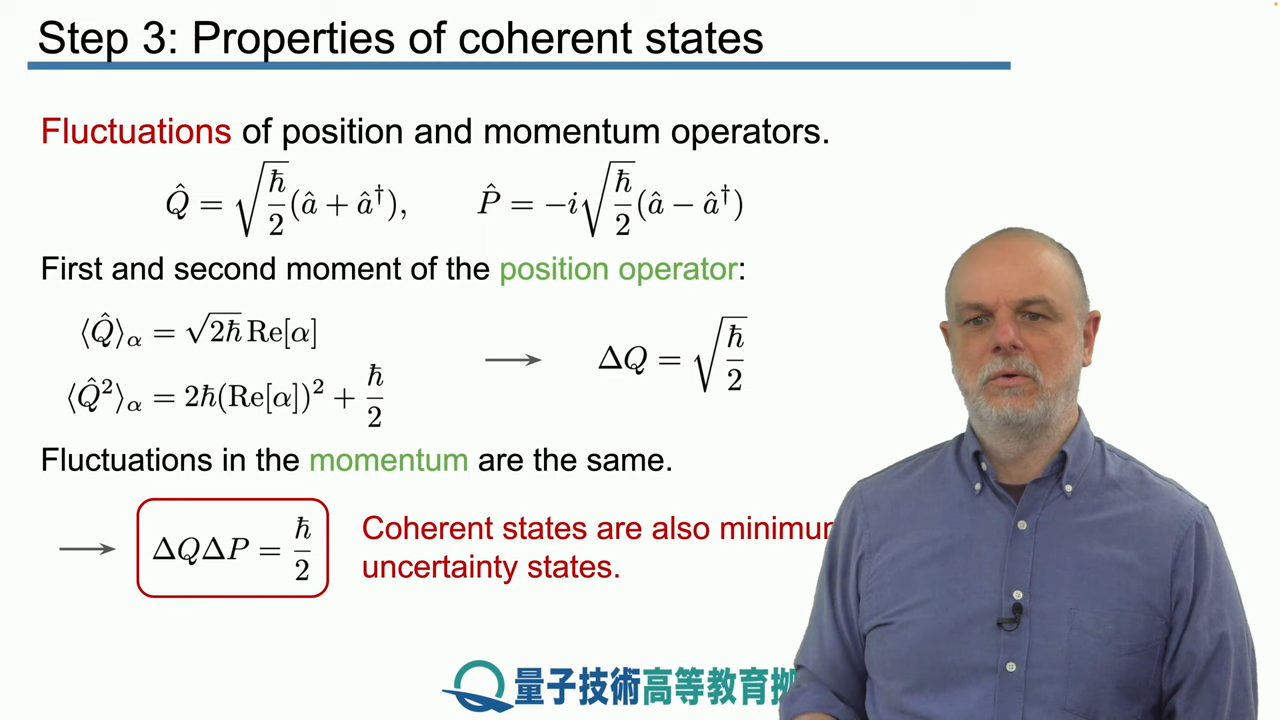 Step 3: Properties of coherent states
Fluctuations of position and momentum operators.
Q̂ = √(ħ/2)(â + â†),   P̂ = −i√(ħ/2)(â − â†)
First and second moment of the position operator:
⟨Q̂⟩α = √2ħ Re[α]
⟶ ΔQ = √(ħ/2)
⟨Q̂²⟩α = 2ħ(Re[α])² + ħ/2
Fluctuations in the momentum are the same.
⟶ ΔQΔP = ħ/2
Coherent states are also minimu
uncertainty states.
量子技術高等教育拠